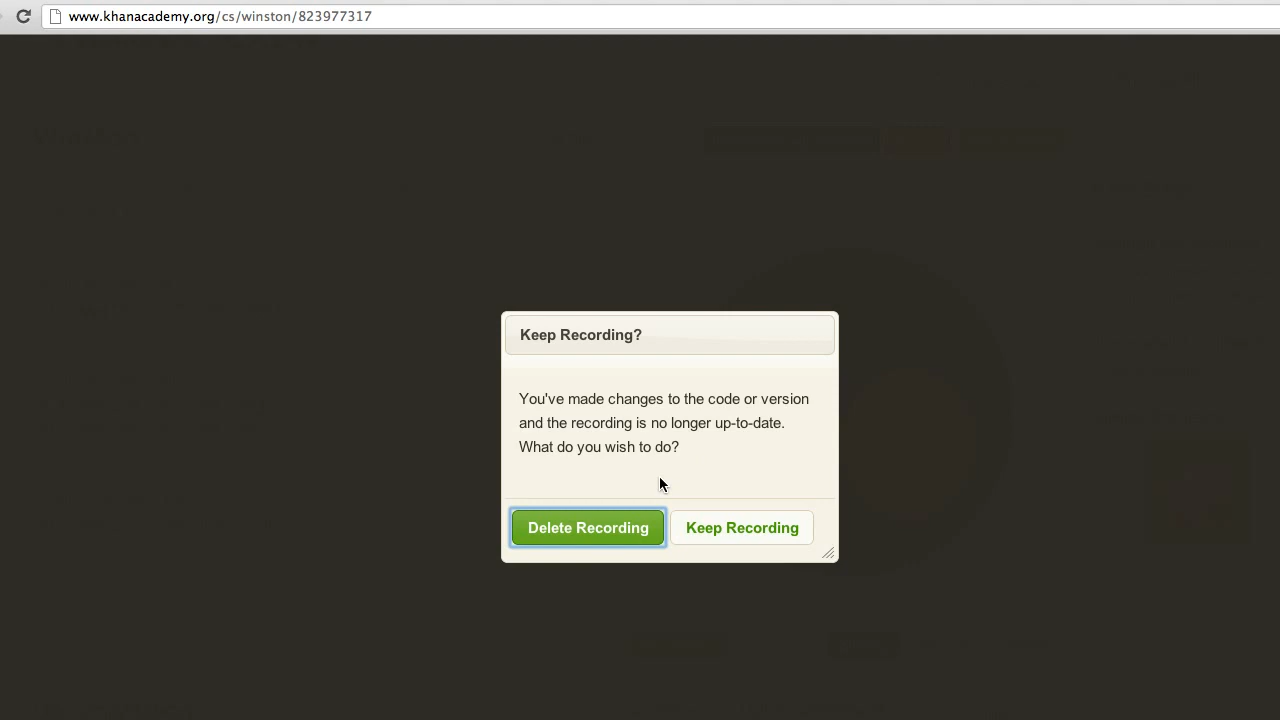 www.khanacademy.org/cs/winston/823977317
Keep Recording?
You've made changes to the code or version
and the recording is no longer up-to-date.
What do you wish to do?
Delete Recording
Keep Recording